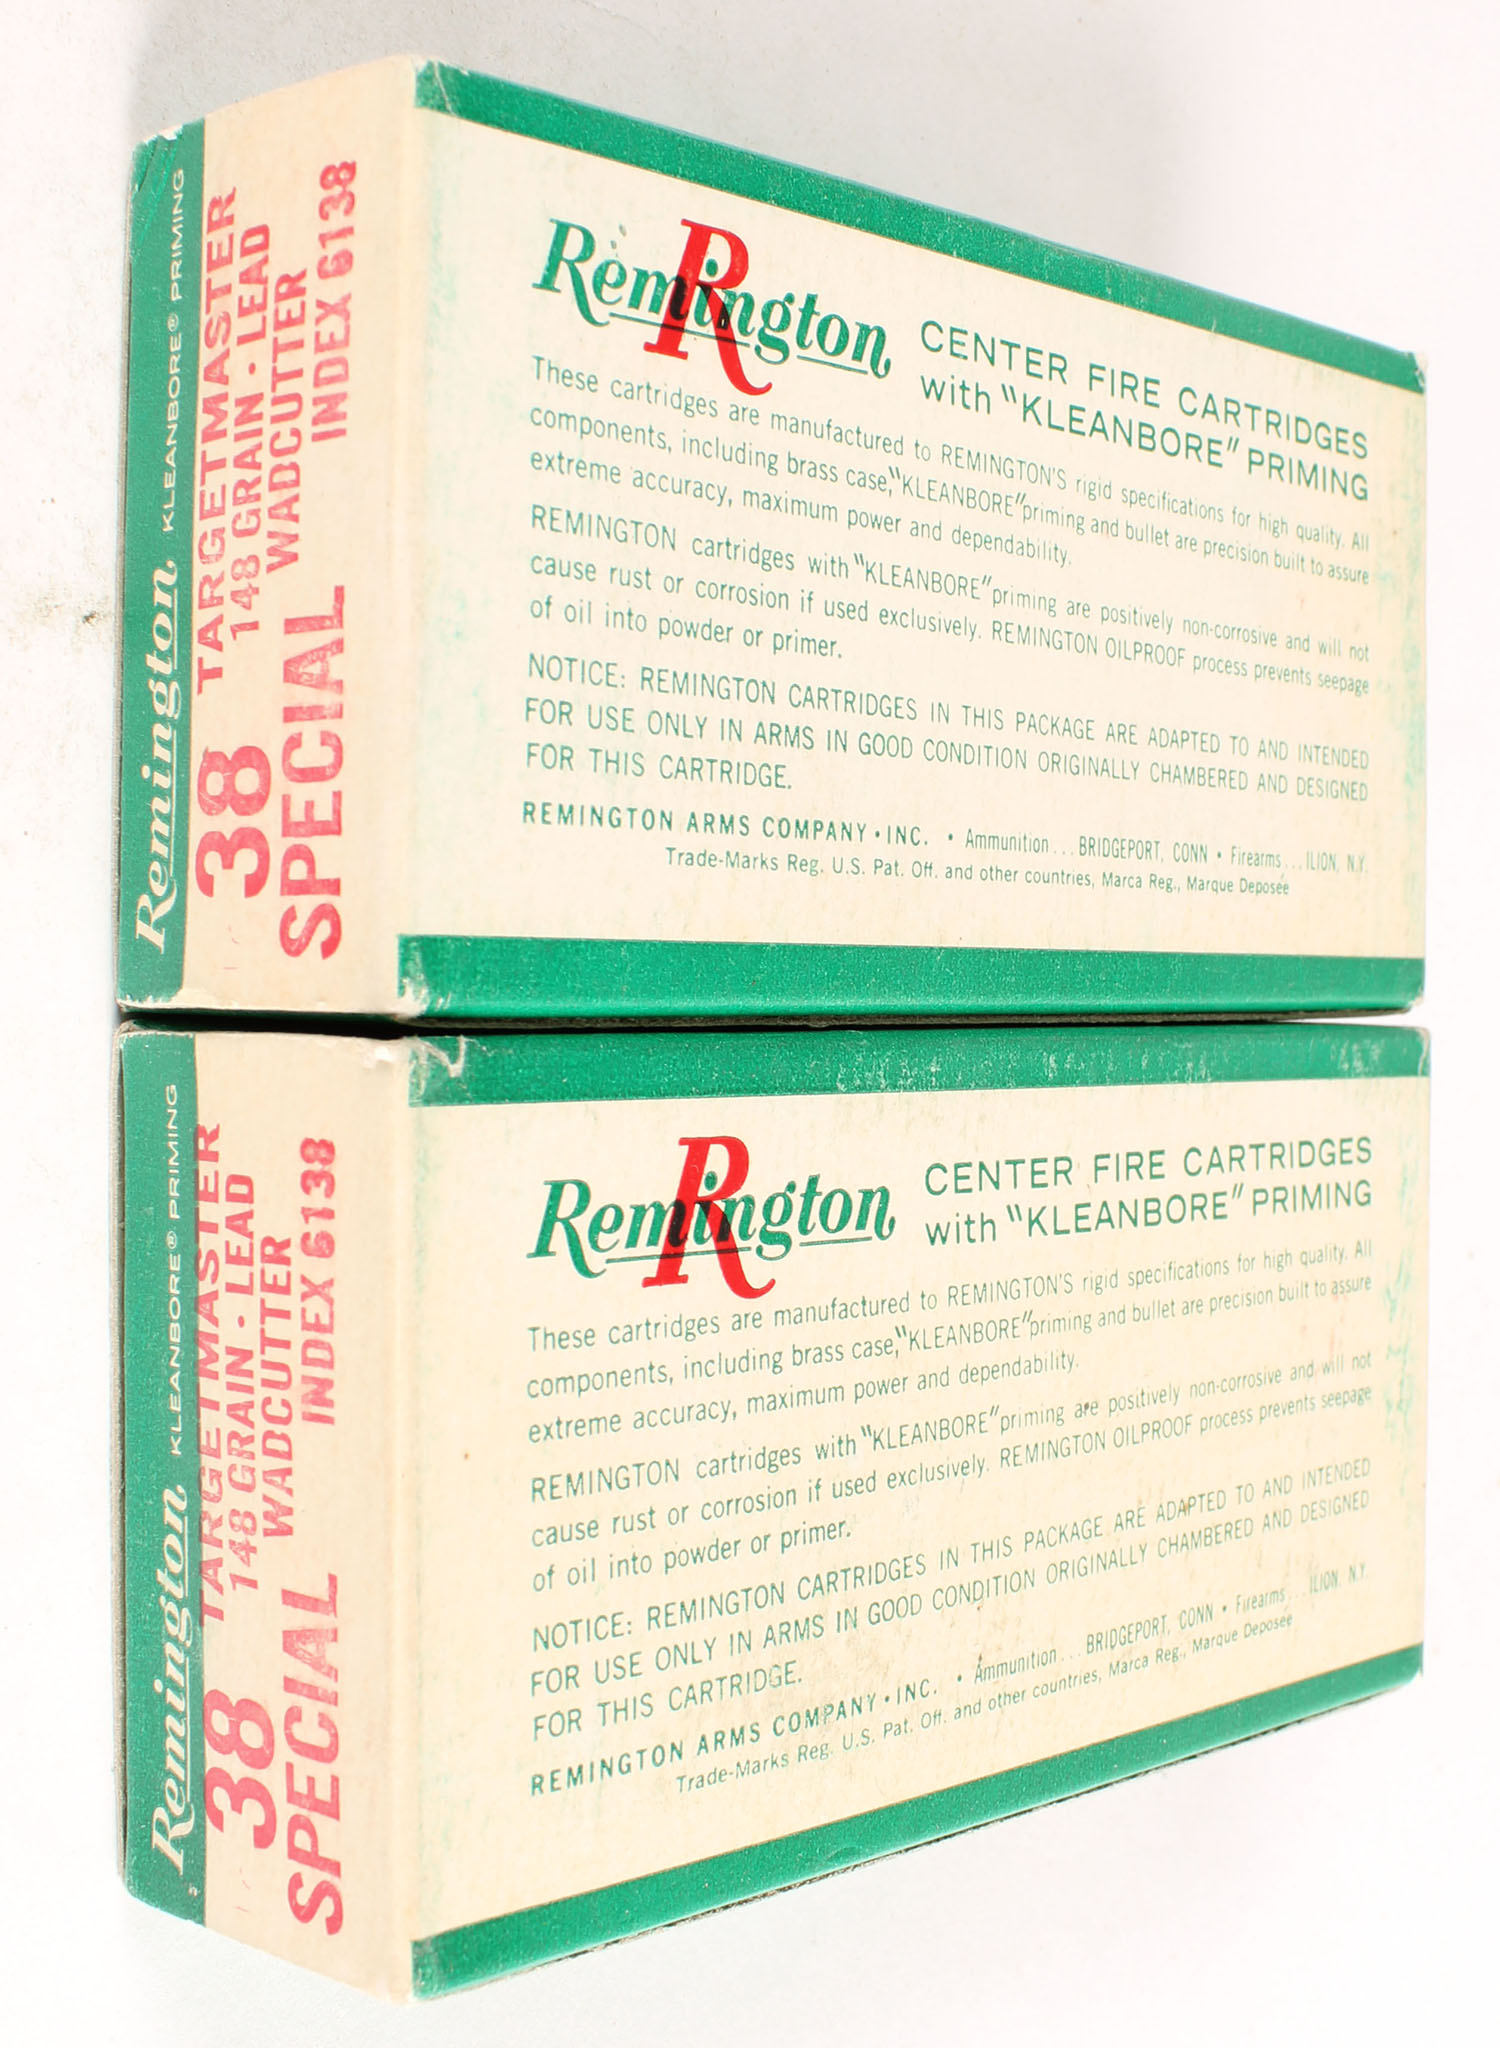 Remington KLEANBORE® PRIMING
38 TARGETMASTER
148 GRAIN • LEAD
SPECIAL WADCUTTER
INDEX 6138
Remington
CENTER FIRE CARTRIDGES
with "KLEANBORE" PRIMING
These cartridges are manufactured to REMINGTON'S rigid specifications for high quality. All
components, including brass case, "KLEANBORE" priming and bullet are precision built to assure
extreme accuracy, maximum power and dependability.
REMINGTON cartridges with "KLEANBORE" priming are positively non-corrosive and will not
cause rust or corrosion if used exclusively. REMINGTON OILPROOF process prevents seepage
of oil into powder or primer.
NOTICE: REMINGTON CARTRIDGES IN THIS PACKAGE ARE ADAPTED TO AND INTENDED
FOR USE ONLY IN ARMS IN GOOD CONDITION ORIGINALLY CHAMBERED AND DESIGNED
FOR THIS CARTRIDGE.
REMINGTON ARMS COMPANY • INC. • Ammunition... BRIDGEPORT, CONN • Firearms... ILION, N.Y.
Trade-Marks Reg. U.S. Pat. Off. and other countries, Marca Reg., Marque Deposée
Remington KLEANBORE® PRIMING
38 TARGETMASTER
148 GRAIN • LEAD
SPECIAL WADCUTTER
INDEX 6138
Remington
CENTER FIRE CARTRIDGES
with "KLEANBORE" PRIMING
These cartridges are manufactured to REMINGTON'S rigid specifications for high quality. All
components, including brass case, "KLEANBORE" priming and bullet are precision built to assure
extreme accuracy, maximum power and dependability.
REMINGTON cartridges with "KLEANBORE" priming are positively non-corrosive and will not
cause rust or corrosion if used exclusively. REMINGTON OILPROOF process prevents seepage
of oil into powder or primer.
NOTICE: REMINGTON CARTRIDGES IN THIS PACKAGE ARE ADAPTED TO AND INTENDED
FOR USE ONLY IN ARMS IN GOOD CONDITION ORIGINALLY CHAMBERED AND DESIGNED
FOR THIS CARTRIDGE.
REMINGTON ARMS COMPANY • INC. • Ammunition... BRIDGEPORT, CONN • Firearms... ILION, N.Y.
Trade-Marks Reg. U.S. Pat. Off. and other countries, Marca Reg., Marque Deposée